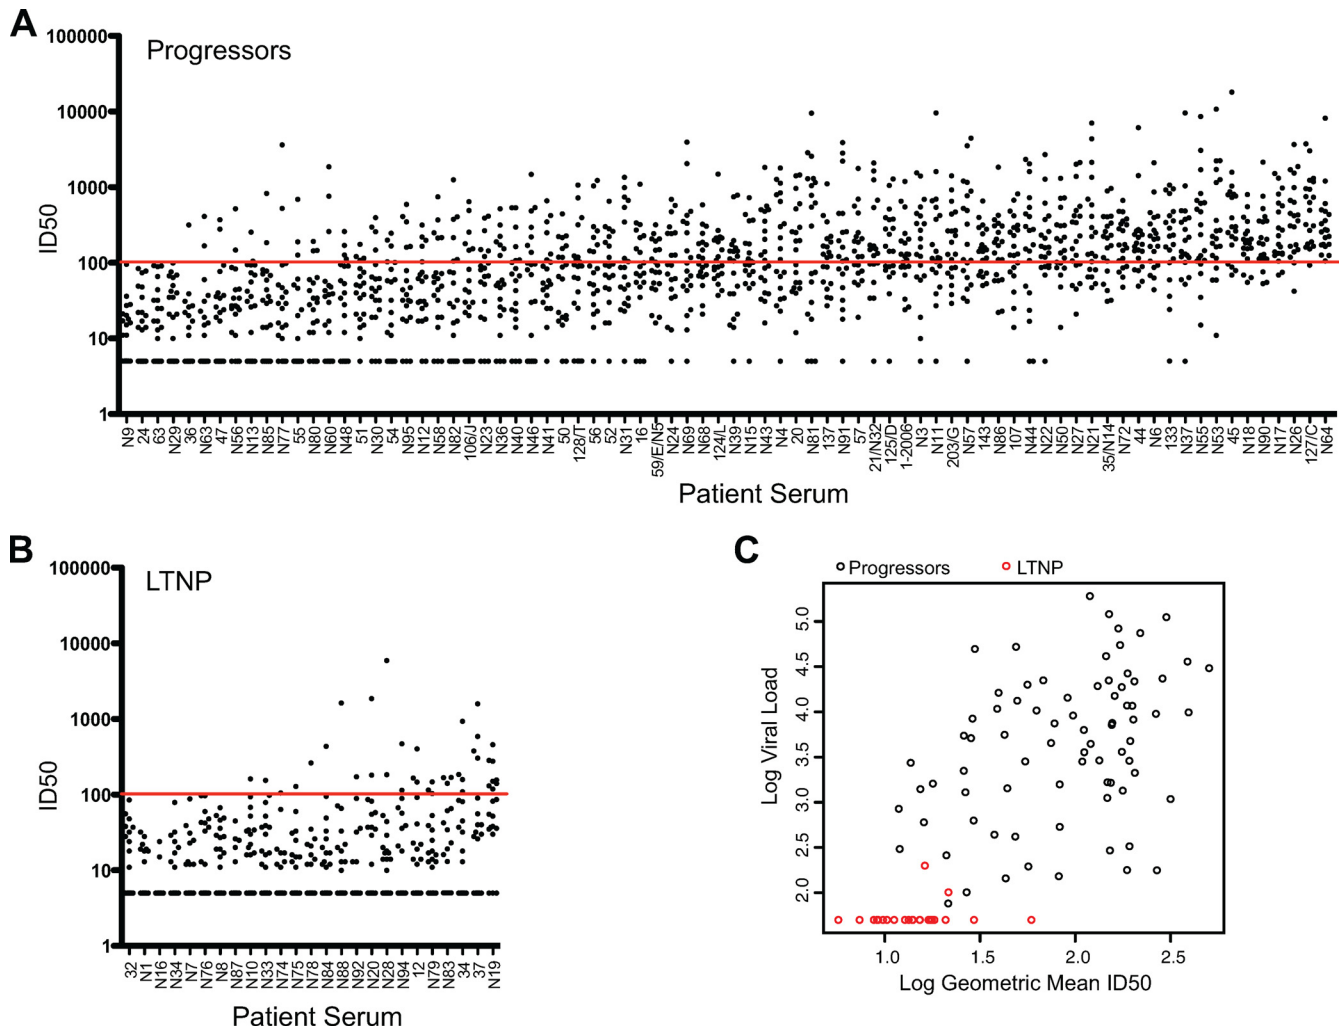 A
Progressors
100000
10000
1000
100
10
1
ID50
N9 24 63 N29 36 N63 47 N56 N13 N85 N77 55 N80 N60 N48 51 N30 54 N95 N12 N58 N82 106/J N23 N36 N40 N46 N41 50 128/T 56 52 N31 16 59/E/N5 N24 N69 N68 124/L N39 N15 N43 N4 20 N81 137 N91 57 21/N32 125/D 1-2006 N3 N11 203/G N57 143 N86 107 N44 N22 N50 N27 N21 35/N14 N72 44 N6 133 N37 N55 N53 45 N18 N90 N17 N26 127/C N64
Patient Serum
B
LTNP
100000
10000
1000
100
10
1
ID50
32 N1 N16 N34 N7 N76 N8 N87 N10 N33 N74 N75 N78 N84 N88 N92 N20 N28 N94 12 N79 N83 34 37 N19
Patient Serum
C
Progressors LTNP
5.0
4.5
4.0
3.5
3.0
2.5
2.0
Log Viral Load
1.0 1.5 2.0 2.5
Log Geometric Mean ID50